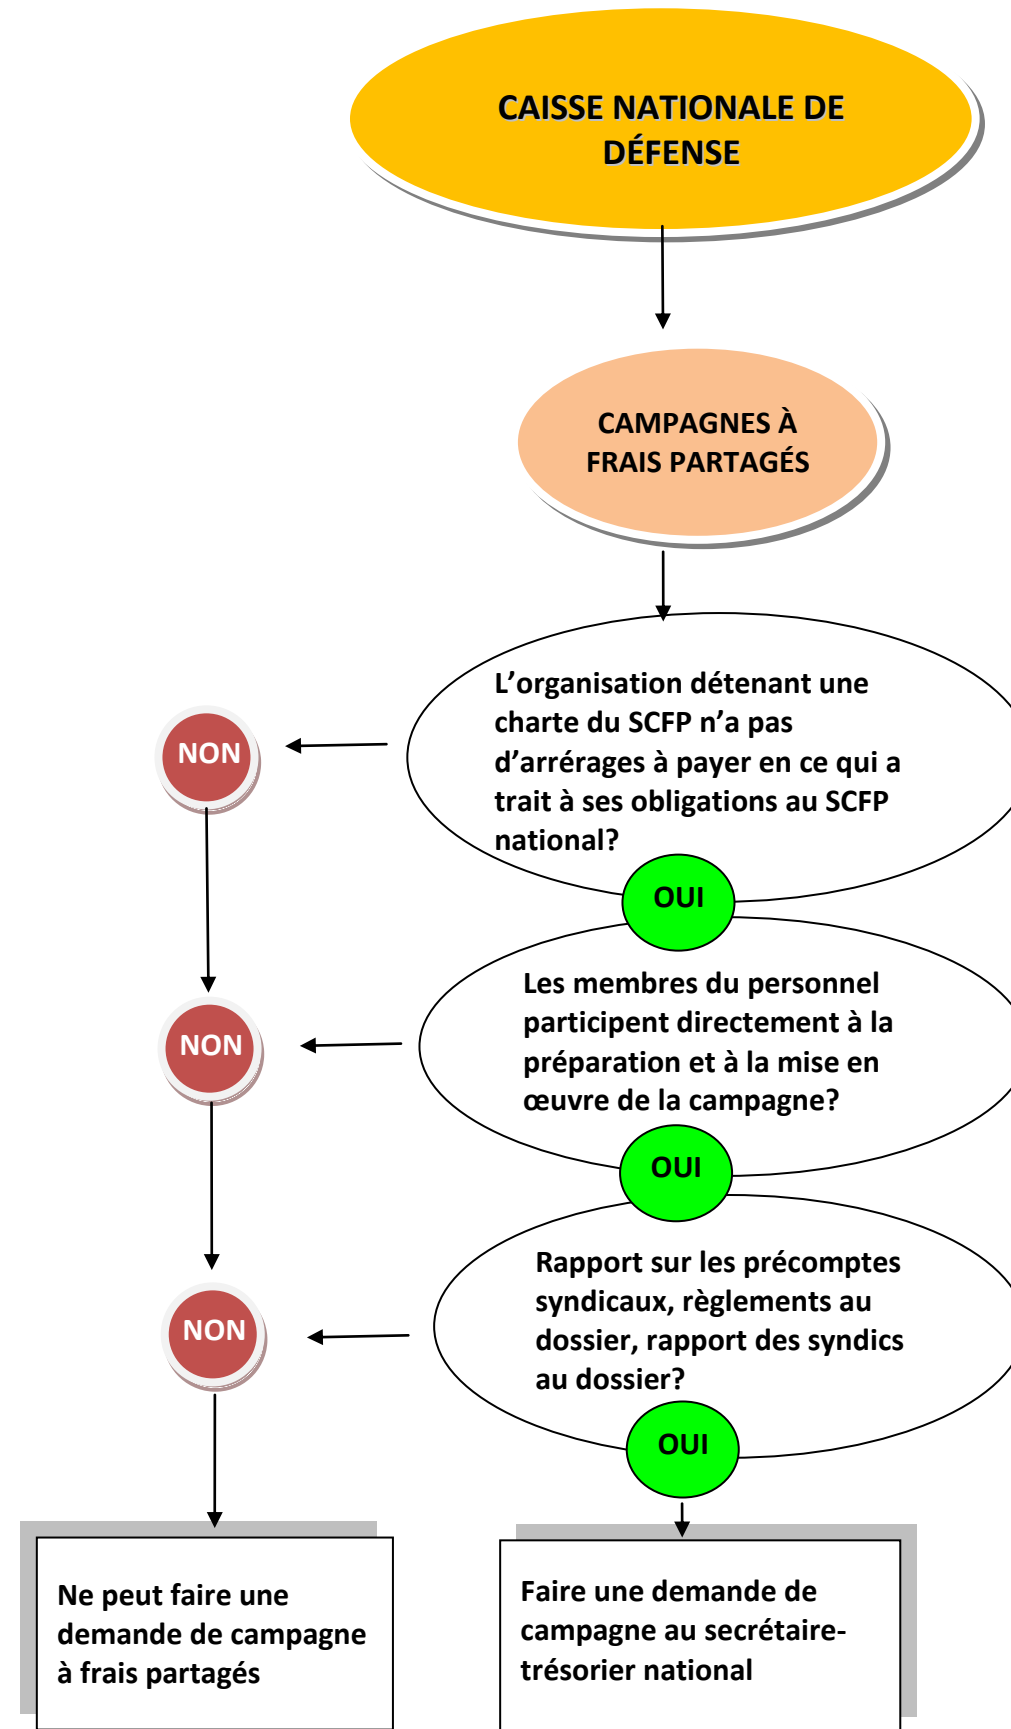 CAISSE NATIONALE DE
DÉFENSE
CAMPAGNES À
FRAIS PARTAGÉS
L’organisation détenant une
charte du SCFP n’a pas
d’arrérages à payer en ce qui a
trait à ses obligations au SCFP
national?
NON
OUI
Les membres du personnel
participent directement à la
préparation et à la mise en
œuvre de la campagne?
NON
OUI
Rapport sur les précomptes
syndicaux, règlements au
dossier, rapport des syndics
au dossier?
NON
OUI
Ne peut faire une
demande de campagne
à frais partagés
Faire une demande de
campagne au secrétaire-
trésorier national